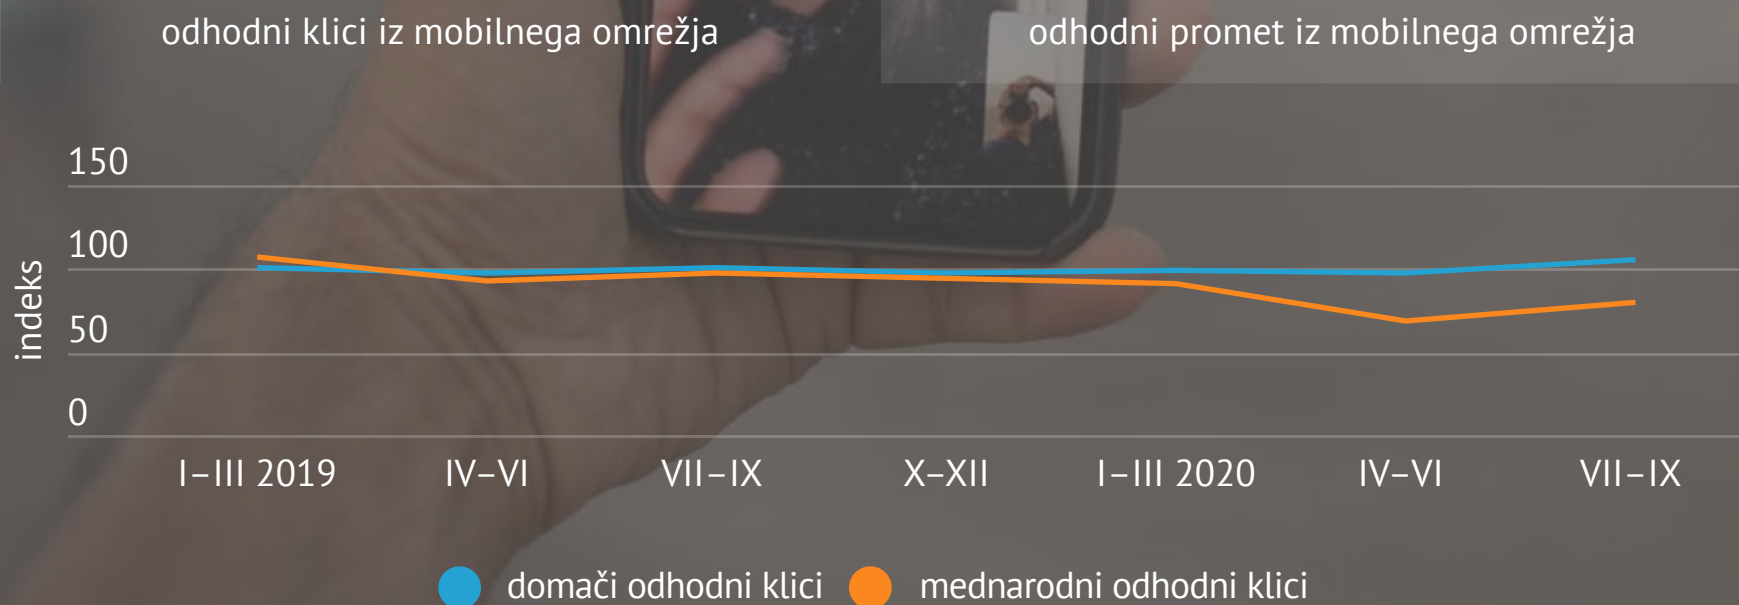 odhodni klici iz mobilnega omrežja
odhodni promet iz mobilnega omrežja
150
100
50
0
indeks
I–III 2019
IV–VI
VII–IX
X–XII
I–III 2020
IV–VI
VII–IX
domači odhodni klici
mednarodni odhodni klici